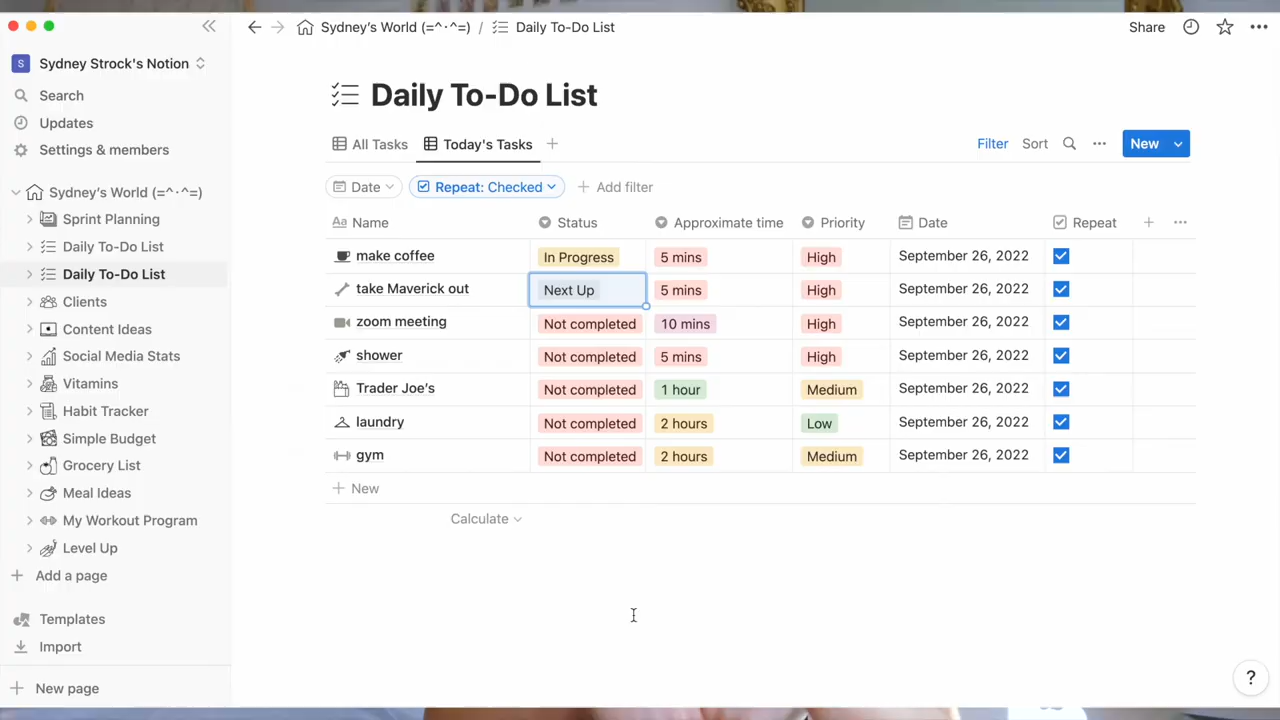 Sydney's World (=^･^=) / Daily To-Do List
Share
S Sydney Strock's Notion
Search
Updates
Settings & members
Sydney's World (=^･^=)
Sprint Planning
Daily To-Do List
Daily To-Do List
Clients
Content Ideas
Social Media Stats
Vitamins
Habit Tracker
Simple Budget
Grocery List
Meal Ideas
My Workout Program
Level Up
Add a page
Templates
Import
New page
Daily To-Do List
All Tasks Today's Tasks
Filter Sort New
Date Repeat: Checked Add filter
Aa Name Status Approximate time Priority Date Repeat
make coffee In Progress 5 mins High September 26, 2022
take Maverick out Next Up 5 mins High September 26, 2022
zoom meeting Not completed 10 mins High September 26, 2022
shower Not completed 5 mins High September 26, 2022
Trader Joe's Not completed 1 hour Medium September 26, 2022
laundry Not completed 2 hours Low September 26, 2022
gym Not completed 2 hours Medium September 26, 2022
New
Calculate
?